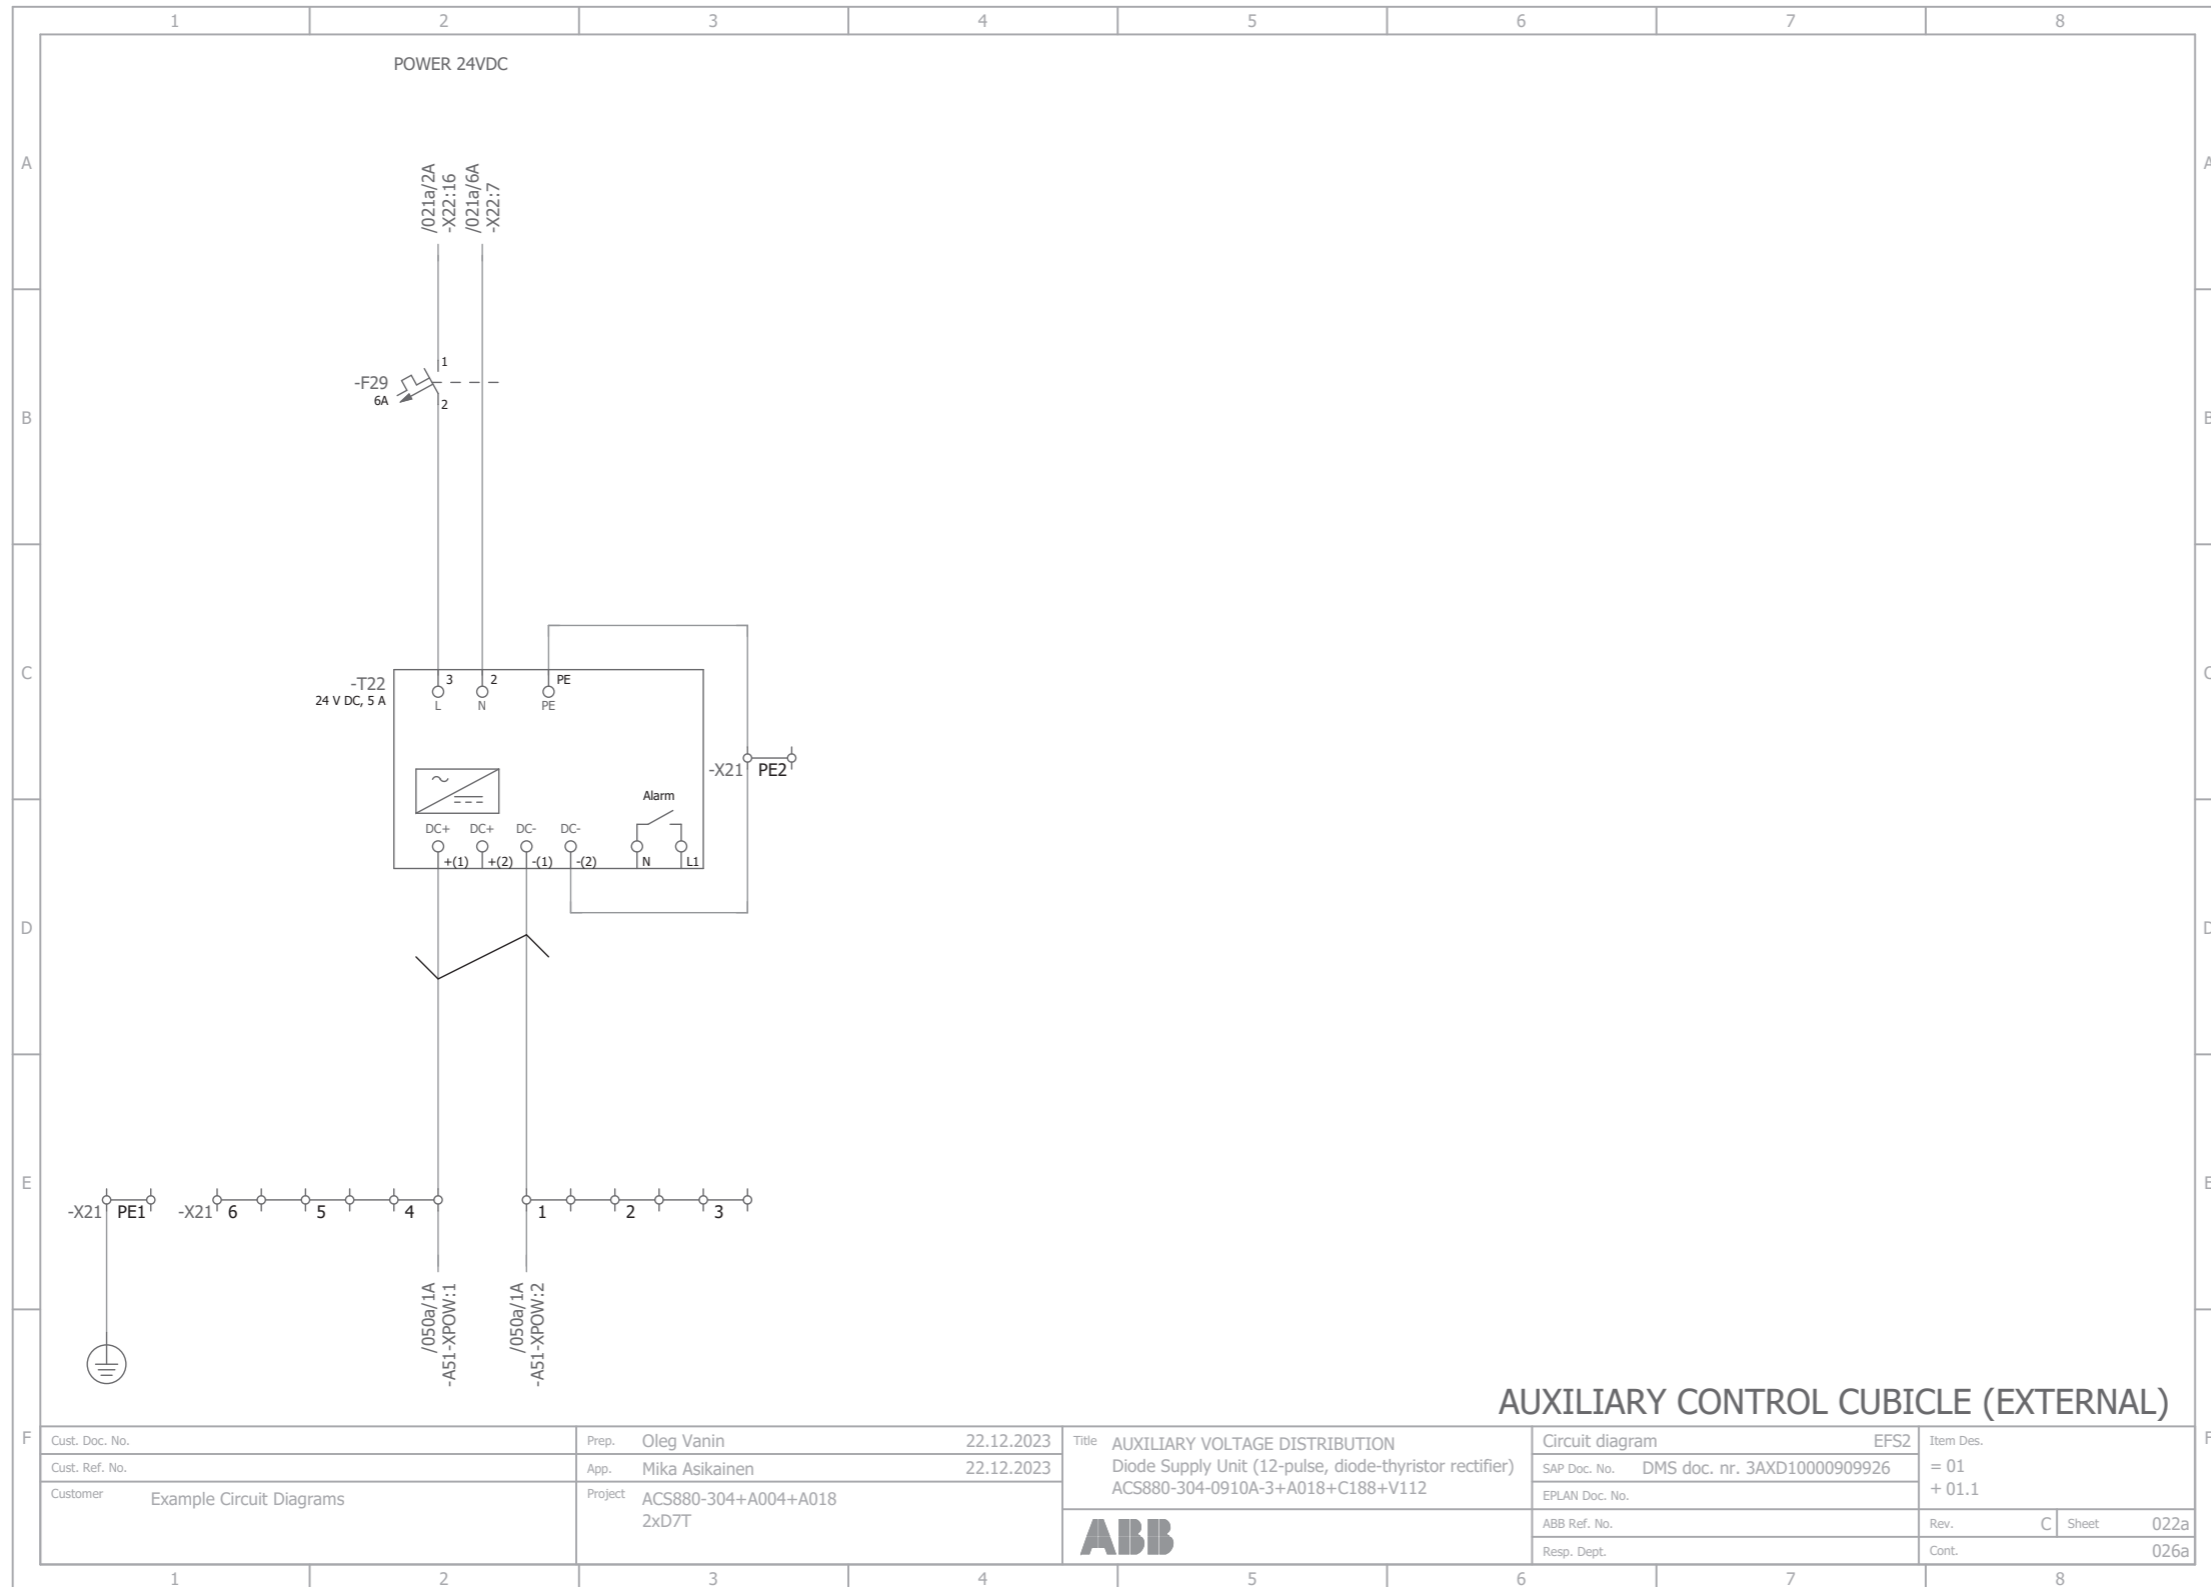 1 2 3 4 5 6 7 8
POWER 24VDC
A A
/021a/2A
-X22:16
/021a/6A
-X22:7
1
-F29
6A
2
B B
-T22
24 V DC, 5 A
3 2 PE
L N PE
C C
-X21 PE2
Alarm
DC+ DC+ DC- DC-
+(1) +(2) -(1) -(2) N L1
D D
E E
-X21 PE1 -X21 6 5 4 1 2 3
/050a/1A
-A51-XPOW:1
/050a/1A
-A51-XPOW:2
AUXILIARY CONTROL CUBICLE (EXTERNAL)
F F
Cust. Doc. No.
Cust. Ref. No.
Customer Example Circuit Diagrams
Prep. Oleg Vanin 22.12.2023
App. Mika Asikainen 22.12.2023
Project ACS880-304+A004+A018
2xD7T
Title AUXILIARY VOLTAGE DISTRIBUTION
Diode Supply Unit (12-pulse, diode-thyristor rectifier)
ACS880-304-0910A-3+A018+C188+V112
ABB
Circuit diagram EFS2
SAP Doc. No. DMS doc. nr. 3AXD10000909926
EPLAN Doc. No.
ABB Ref. No.
Resp. Dept.
Item Des.
= 01
+ 01.1
Rev. C Sheet 022a
Cont. 026a
1 2 3 4 5 6 7 8